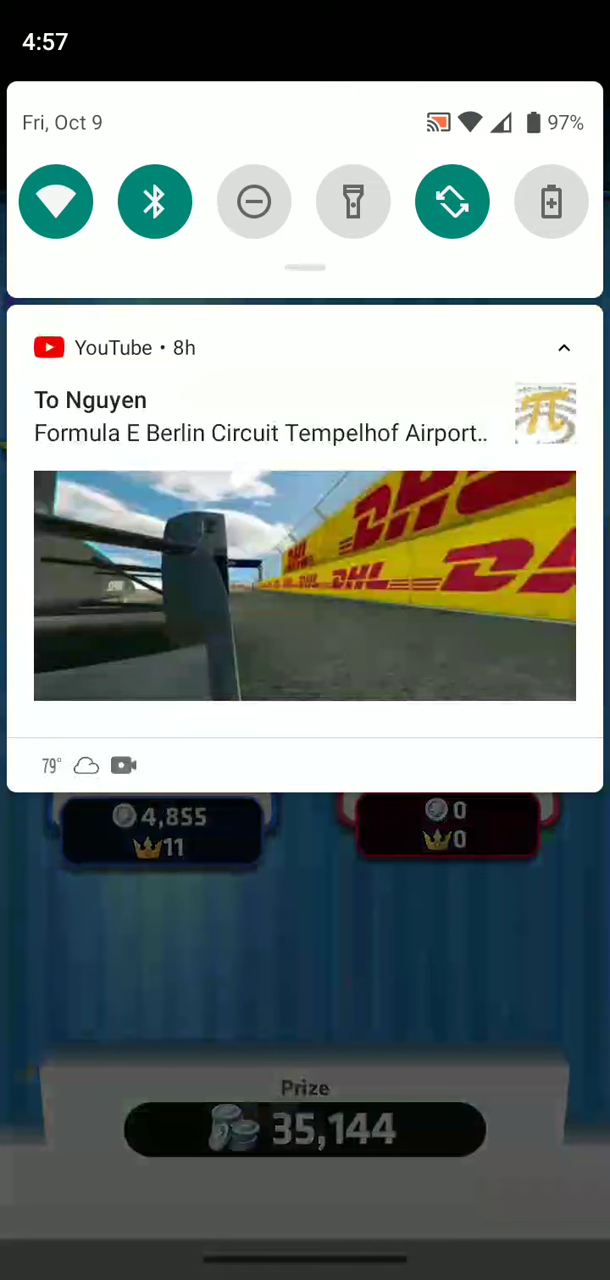 4:57
Fri, Oct 9
97%
YouTube • 8h
To Nguyen
Formula E Berlin Circuit Tempelhof Airport..
DHL
DHL
DHL
79°
4,855
0
11
0
Prize
35,144